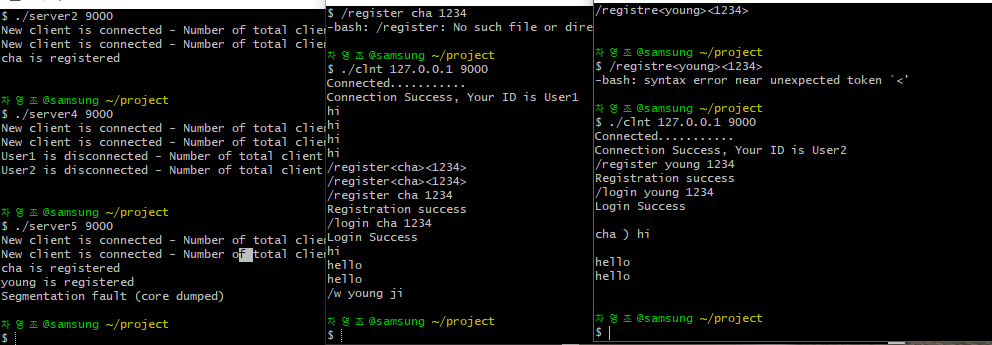 $ ./server2 9000
New client is connected - Number of total clien
New client is connected - Number of total clien
cha is registered
차영조@samsung ~/project
$ ./server4 9000
New client is connected - Number of total clien
New client is connected - Number of total clien
User1 is disconnected - Number of total client
User2 is disconnected - Number of total client
차영조@samsung ~/project
$ ./server5 9000
New client is connected - Number of total clien
New client is connected - Number of total clien
cha is registered
young is registered
Segmentation fault (core dumped)
차영조@samsung ~/project
$
$ /register cha 1234
-bash: /register: No such file or dire
차영조@samsung ~/project
$ ./clnt 127.0.0.1 9000
Connected...........
Connection Success, Your ID is User1
hi
hi
hi
hi
/register<cha><1234>
/register<cha><1234>
/register cha 1234
Registration success
/login cha 1234
Login Success
hi
hello
hello
/w young ji
차영조@samsung ~/project
$
/registre<young><1234>
차영조@samsung ~/project
$ /registre<young><1234>
-bash: syntax error near unexpected token `<'
차영조@samsung ~/project
$ ./clnt 127.0.0.1 9000
Connected...........
Connection Success, Your ID is User2
/register young 1234
Registration success
/login young 1234
Login Success
cha ) hi
hello
hello
차영조@samsung ~/project
$